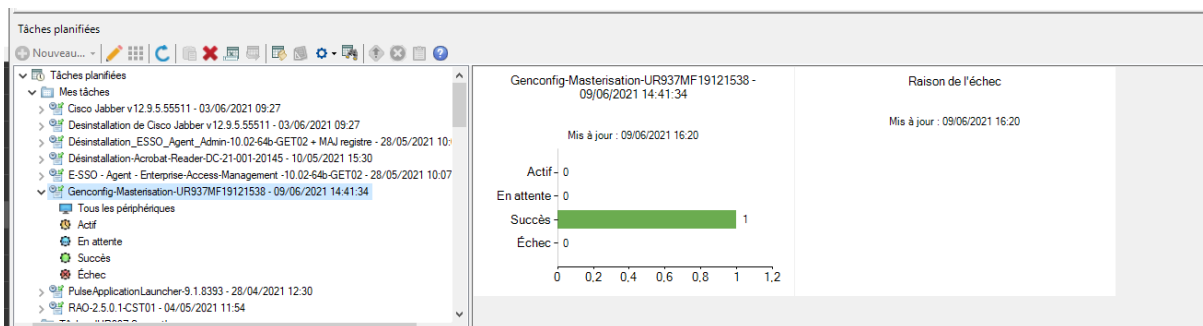 Tâches planifiées
Nouveau...
Tâches planifiées
Mes tâches
Cisco Jabber v12.9.5.55511 - 03/06/2021 09:27
Desinstallation de Cisco Jabber v12.9.5.55511 - 03/06/2021 09:27
Désinstallation_ESSO_Agent_Admin-10.02-64b-GET02 + MAJ registre - 28/05/2021 10:
Désinstallation-Acrobat-Reader-DC-21-001-20145 - 10/05/2021 15:30
E-SSO - Agent - Enterprise-Access-Management -10.02-64b-GET02 - 28/05/2021 10:07
Genconfig-Masterisation-UR937MF19121538 - 09/06/2021 14:41:34
Tous les périphériques
Actif
En attente
Succès
Échec
PulseApplicationLauncher-9.1.8393 - 28/04/2021 12:30
RAO-2.5.0.1-CST01 - 04/05/2021 11:54
Genconfig-Masterisation-UR937MF19121538 -
09/06/2021 14:41:34
Mis à jour : 09/06/2021 16:20
Actif 0
En attente 0
Succès 1
Échec 0
0 0,2 0,4 0,6 0,8 1 1,2
Raison de l'échec
Mis à jour : 09/06/2021 16:20